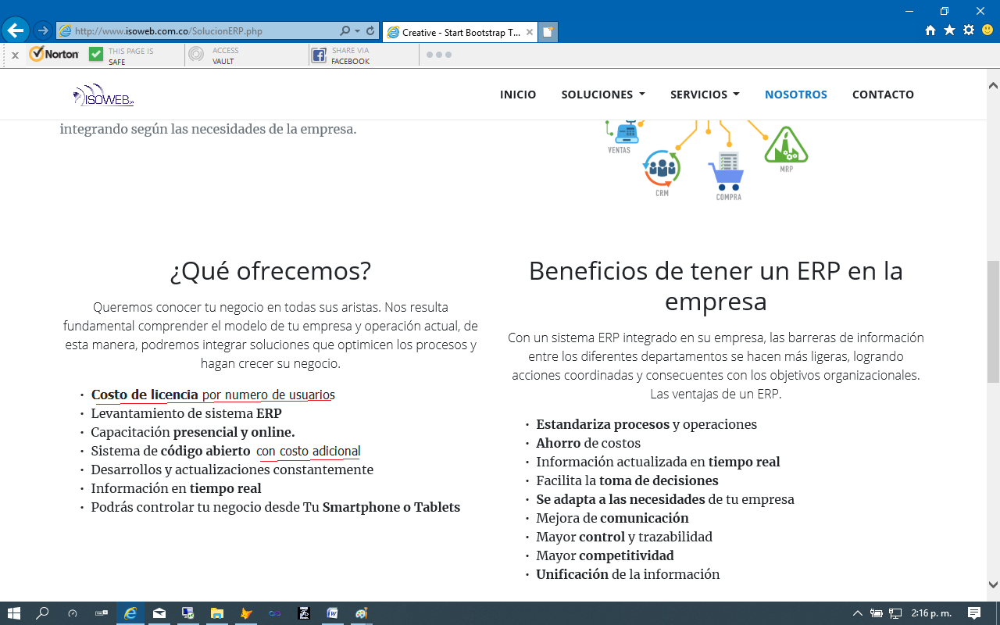 http://www.isoweb.com.co/SolucionERP.php
Creative - Start Bootstrap T...
Norton
THIS PAGE IS
SAFE
ACCESS
VAULT
SHARE VIA
FACEBOOK
ISOWEB
INICIO
SOLUCIONES
SERVICIOS
NOSOTROS
CONTACTO
integrando según las necesidades de la empresa.
VENTAS
CRM
COMPRA
MRP
¿Qué ofrecemos?
Queremos conocer tu negocio en todas sus aristas. Nos resulta
fundamental comprender el modelo de tu empresa y operación actual, de
esta manera, podremos integrar soluciones que optimicen los procesos y
hagan crecer su negocio.
• Costo de licencia por numero de usuarios
• Levantamiento de sistema ERP
• Capacitación presencial y online.
• Sistema de código abierto con costo adicional
• Desarrollos y actualizaciones constantemente
• Información en tiempo real
• Podrás controlar tu negocio desde Tu Smartphone o Tablets
Beneficios de tener un ERP en la
empresa
Con un sistema ERP integrado en su empresa, las barreras de información
entre los diferentes departamentos se hacen más ligeras, logrando
acciones coordinadas y consecuentes con los objetivos organizacionales.
Las ventajas de un ERP.
• Estandariza procesos y operaciones
• Ahorro de costos
• Información actualizada en tiempo real
• Facilita la toma de decisiones
• Se adapta a las necesidades de tu empresa
• Mejora de comunicación
• Mayor control y trazabilidad
• Mayor competitividad
• Unificación de la información
2:16 p. m.